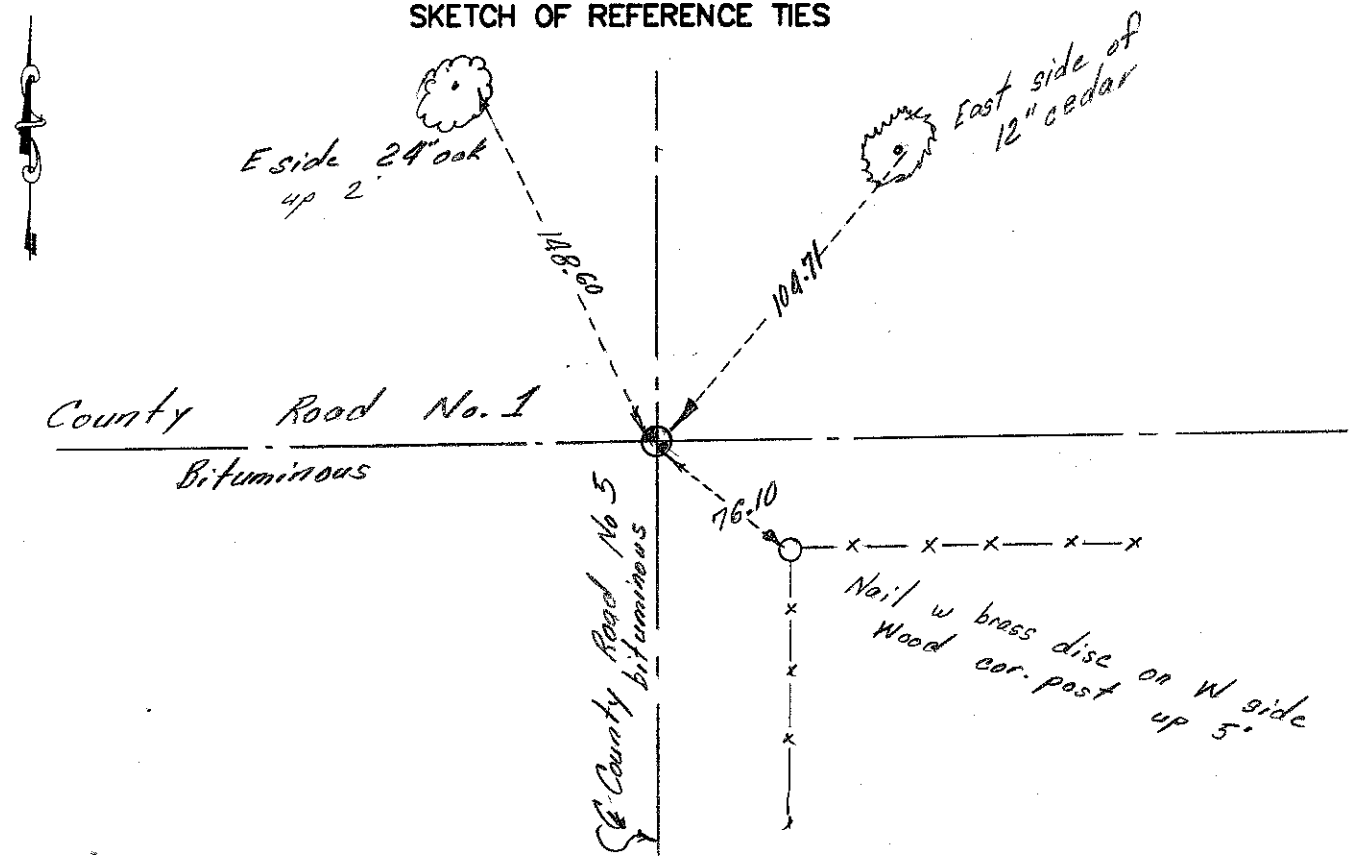 SKETCH OF REFERENCE TIES
E side 24" oak
up 2'
East side of
12" cedar
148.60
104.71
County Road No. 1
Bituminous
76.10
℄ County Road No 5
bituminous
Nail w brass disc on W side
Wood cor. post up 5'